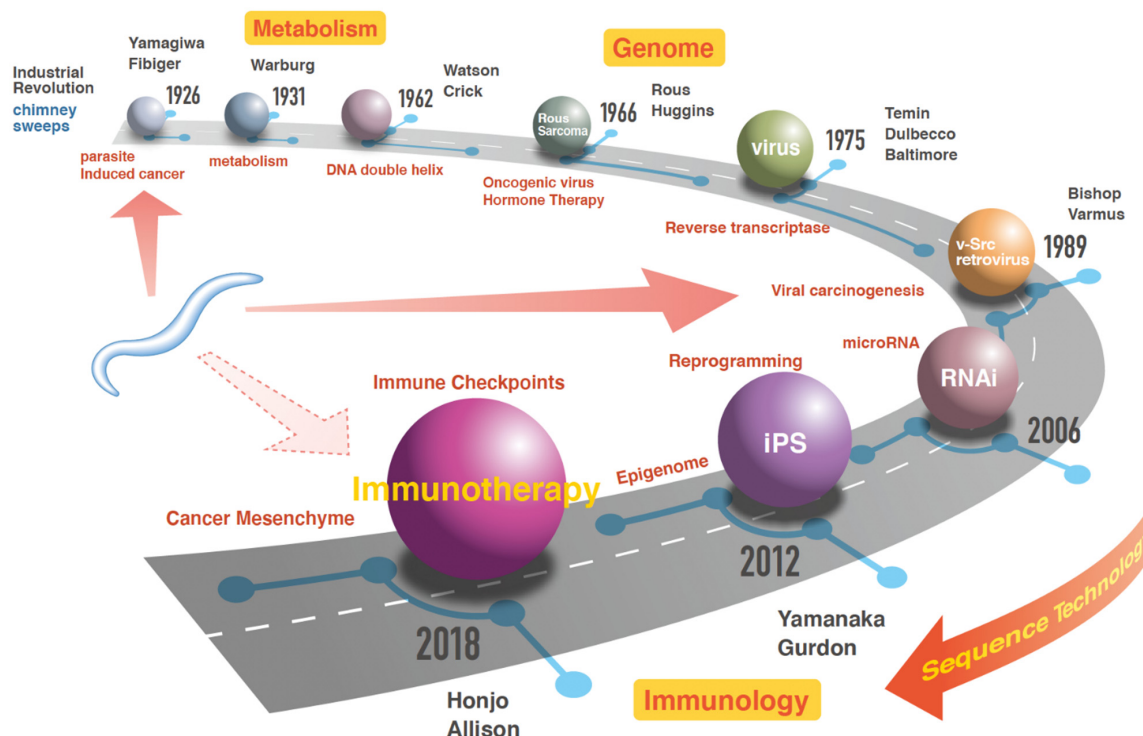 Metabolism
Genome
Yamagiwa
Fibiger
Industrial
Revolution
chimney
sweeps
1926
parasite
Induced cancer
Warburg
1931
metabolism
Watson
Crick
1962
DNA double helix
Rous
Huggins
Rous
Sarcoma
1966
Oncogenic virus
Hormone Therapy
Temin
Dulbecco
Baltimore
virus
1975
Reverse transcriptase
Bishop
Varmus
v-Src
retrovirus
1989
Viral carcinogenesis
microRNA
RNAi
2006
Reprogramming
iPS
Epigenome
2012
Yamanaka
Gurdon
Immune Checkpoints
Immunotherapy
Cancer Mesenchyme
2018
Honjo
Allison
Immunology
Sequence